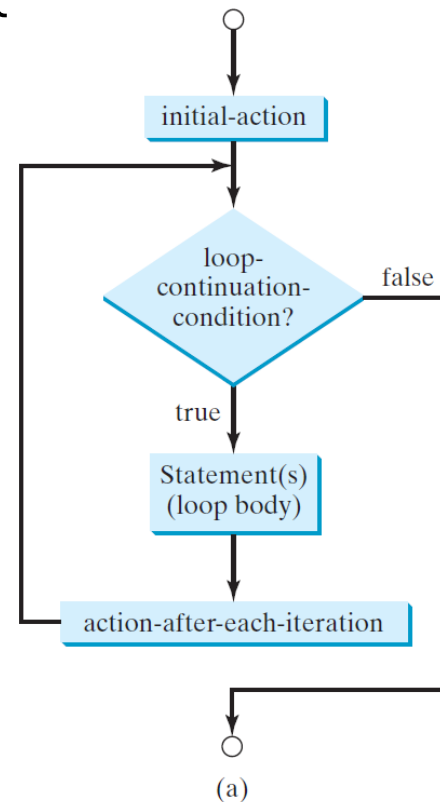 initial-action
loop-
continuation-
condition?
false
true
Statement(s)
(loop body)
action-after-each-iteration
(a)